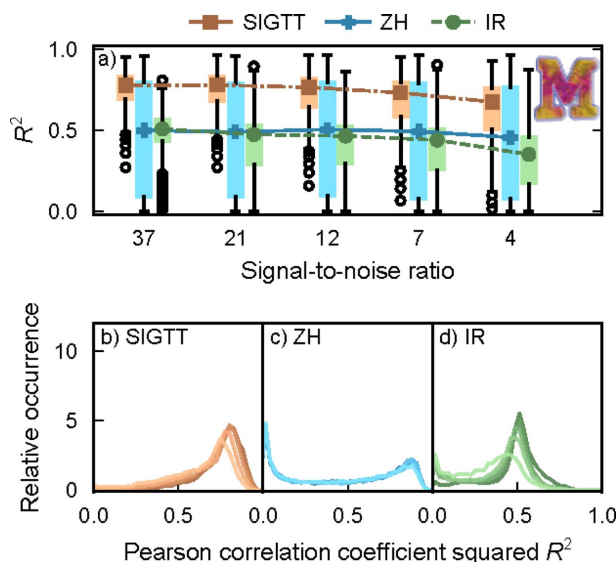 SIGTT ZH IR
a)
1.0
0.5
0.0
R²
M
37 21 12 7 4
Signal-to-noise ratio
b) SIGTT c) ZH d) IR
12
5
0
Relative occurrence
0.0 0.5 0.0 0.5 0.0 0.5 1.0
Pearson correlation coefficient squared R²